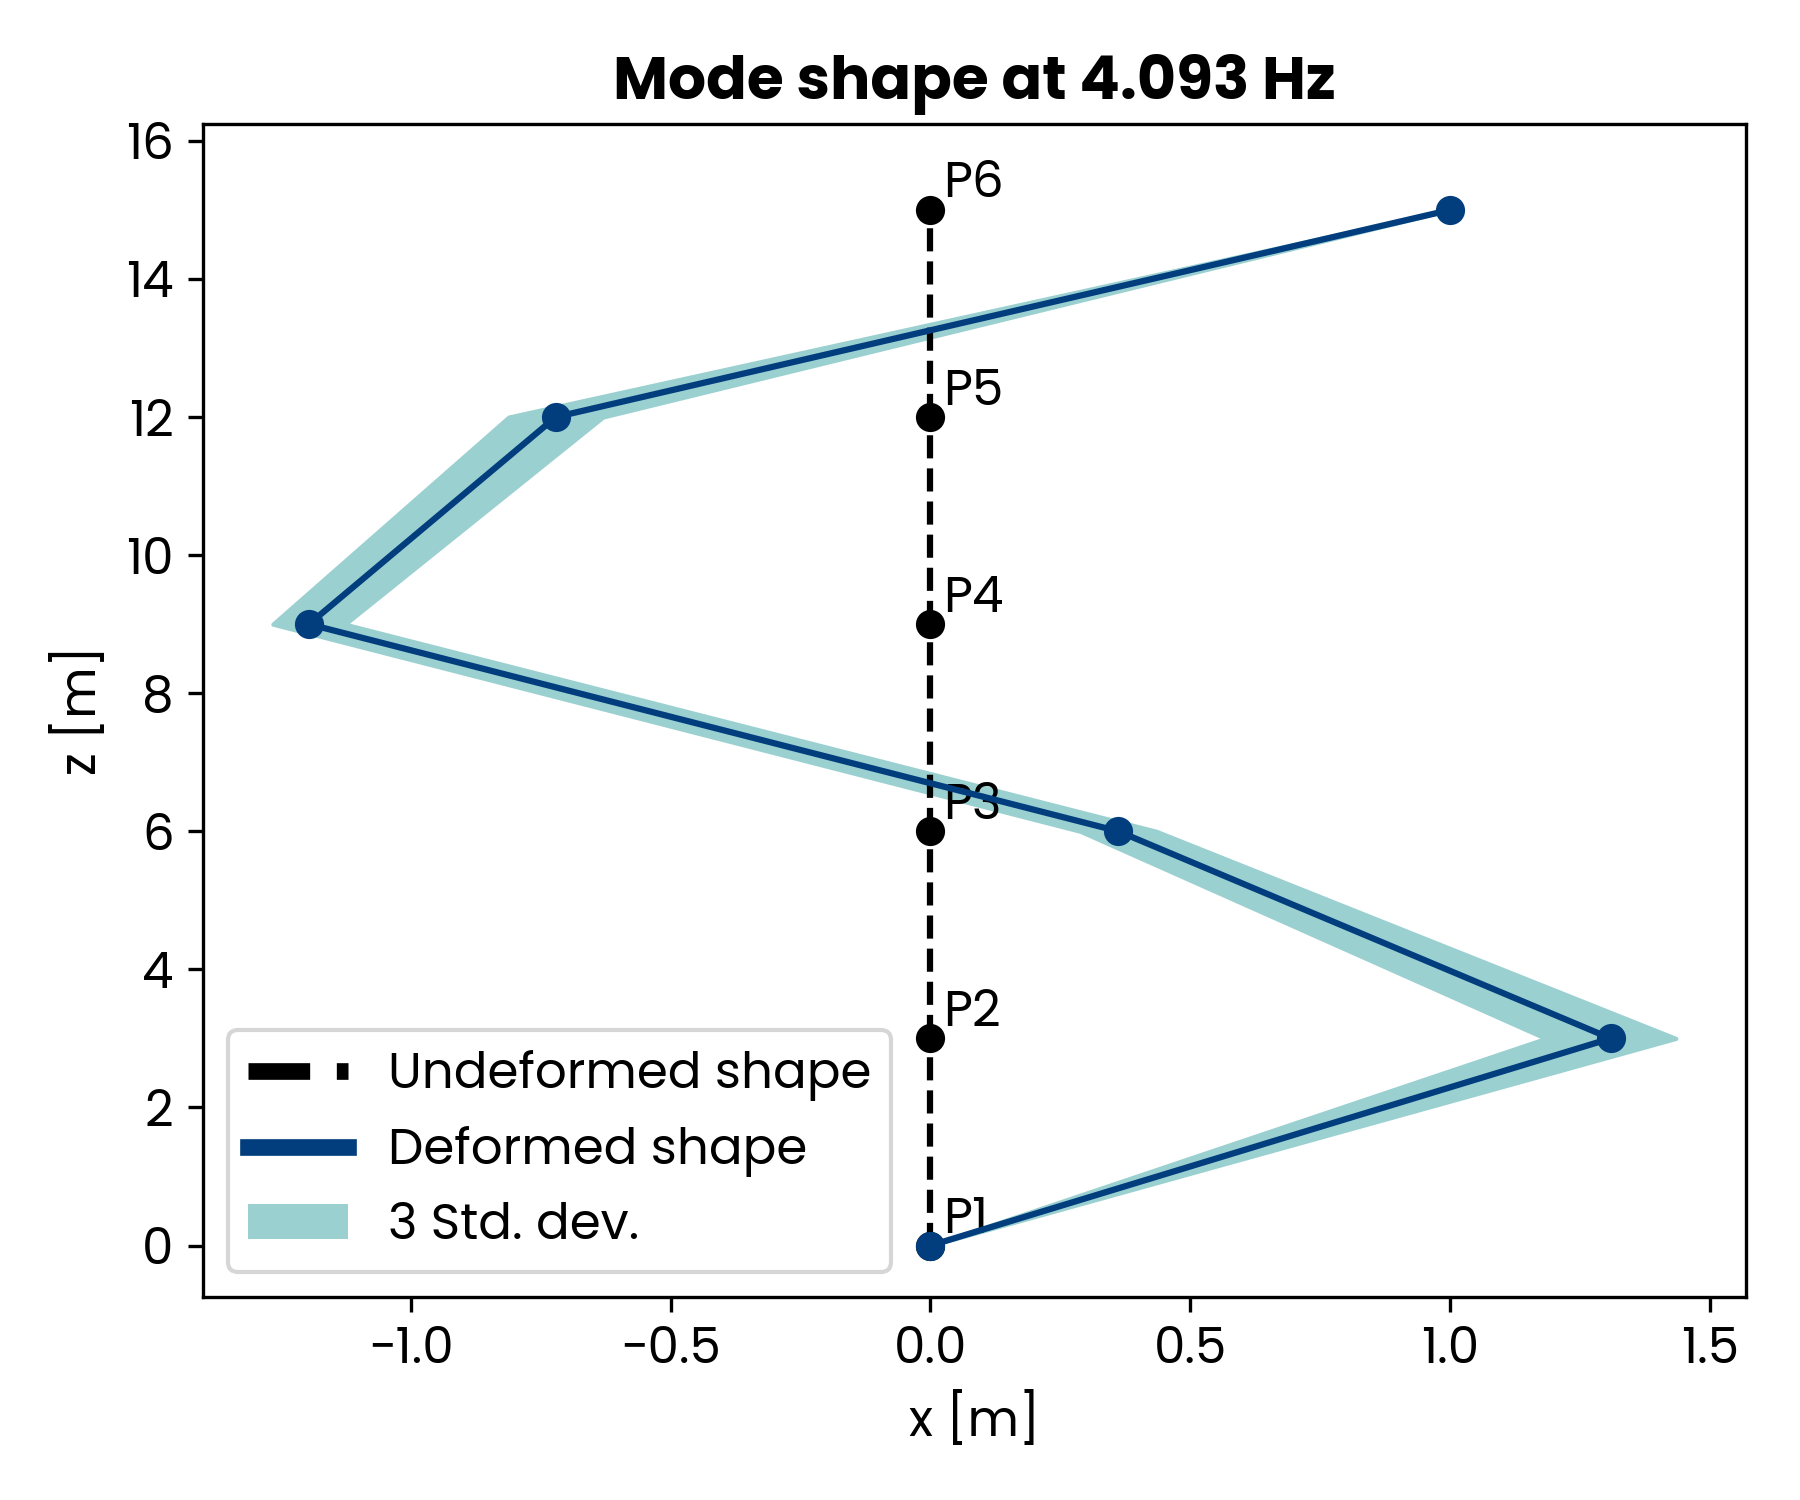 Mode shape at 4.093 Hz
16
14
12
10
8
6
4
2
0
z [m]
P6
P5
P4
P3
P2
P1
Undeformed shape
Deformed shape
3 Std. dev.
−1.0
−0.5
0.0
0.5
1.0
1.5
x [m]